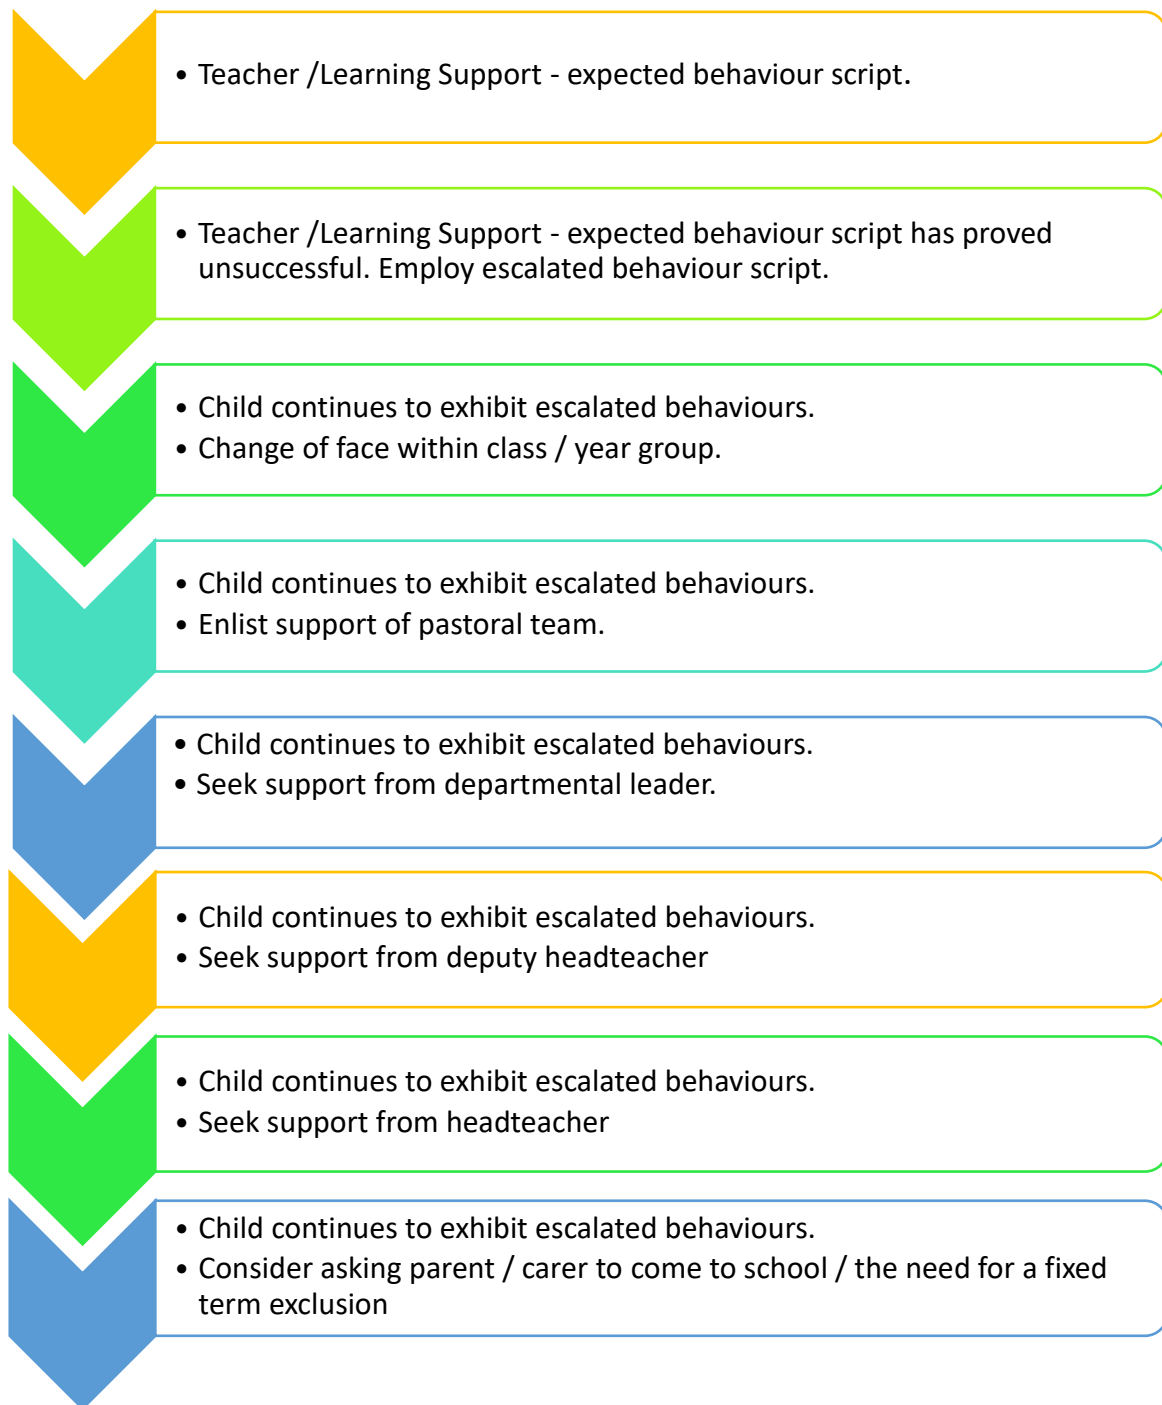 • Teacher /Learning Support - expected behaviour script.
• Teacher /Learning Support - expected behaviour script has proved
unsuccessful. Employ escalated behaviour script.
• Child continues to exhibit escalated behaviours.
• Change of face within class / year group.
• Child continues to exhibit escalated behaviours.
• Enlist support of pastoral team.
• Child continues to exhibit escalated behaviours.
• Seek support from departmental leader.
• Child continues to exhibit escalated behaviours.
• Seek support from deputy headteacher
• Child continues to exhibit escalated behaviours.
• Seek support from headteacher
• Child continues to exhibit escalated behaviours.
• Consider asking parent / carer to come to school / the need for a fixed
term exclusion